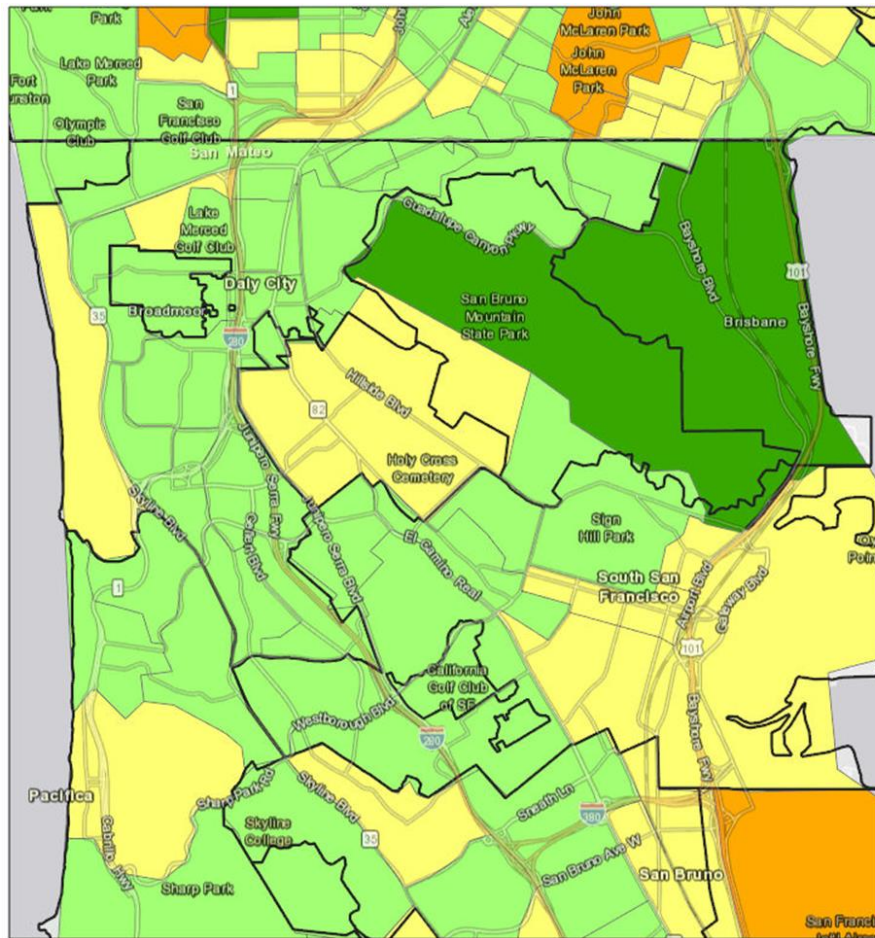 Park
Park
John
McLaren Park
John
McLaren
Park
Lake Merced
Park
Fort
1
San
Francisco
Golf Club
Olympic
Club
San Mateo
Lake
Merced
Golf Club
Guadalupe Canyon Pkwy
Bayshore Blvd
101
Bayshore Fwy
Daly City
35
Broadmoor
280
San Bruno
Mountain
State Park
Brisbane
Hillside Blvd
82
Holy Cross
Cemetery
Junipero Serra Fwy
Junipero Serra Blvd
Skyline Blvd
Callan Blvd
El Camino Real
Sign
Hill Park
Point
1
South San
Francisco
Airport Blvd
Gateway Blvd
101
Bayshore Fwy
California
Golf Club
of SF
Westborough Blvd
280
Pacifica
Sharp Park Rd
Skyline Blvd
Sneath Ln
380
Cabrillo Hwy
Skyline
College
35
San Bruno Ave W
San Bruno
Sharp Park
San Franci